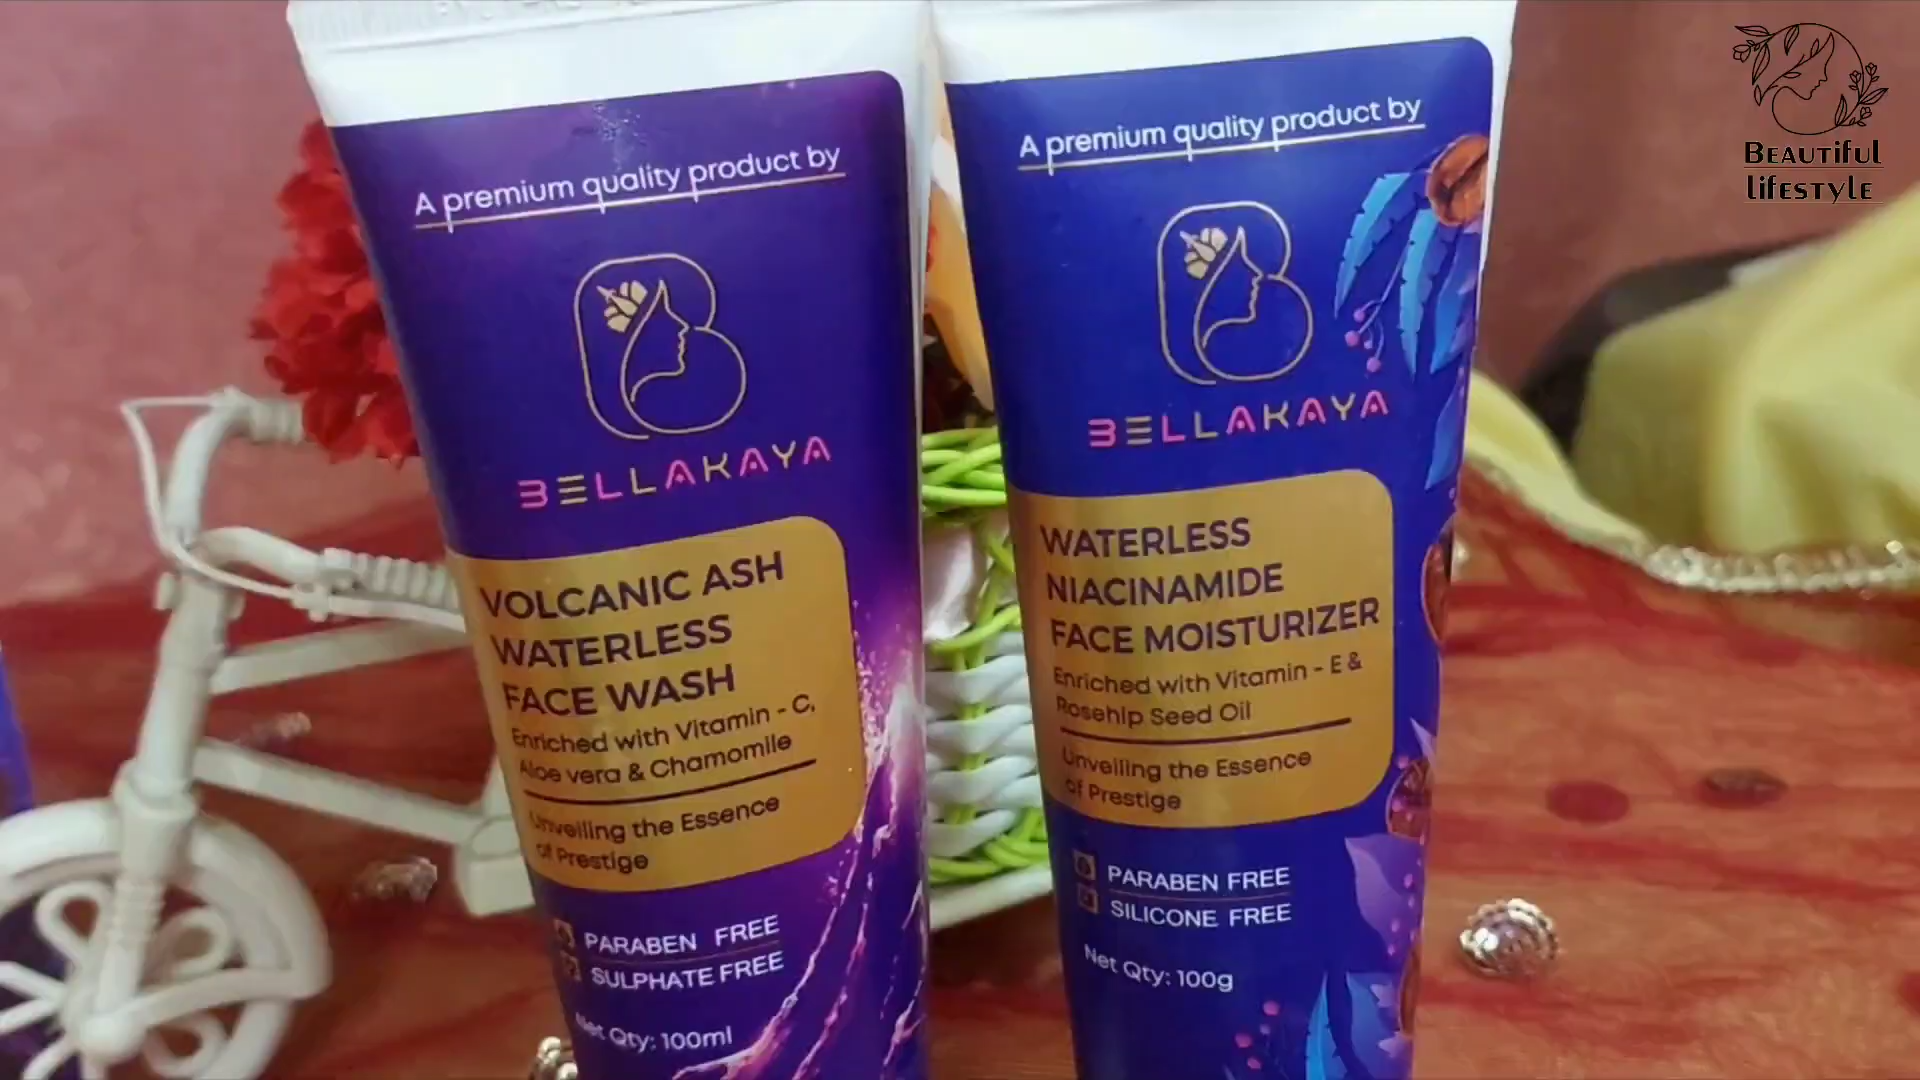 A premium quality product by
BELLAKAYA
VOLCANIC ASH
WATERLESS
FACE WASH
Enriched with Vitamin - C,
Aloe vera & Chamomile
Unveiling the Essence
of Prestige
PARABEN FREE
SULPHATE FREE
Net Qty: 100ml
A premium quality product by
BELLAKAYA
WATERLESS
NIACINAMIDE
FACE MOISTURIZER
Enriched with Vitamin - E &
Rosehip Seed Oil
Unveiling the Essence
of Prestige
PARABEN FREE
SILICONE FREE
Net Qty: 100g
BEAUTIFUL
LIFESTYLE